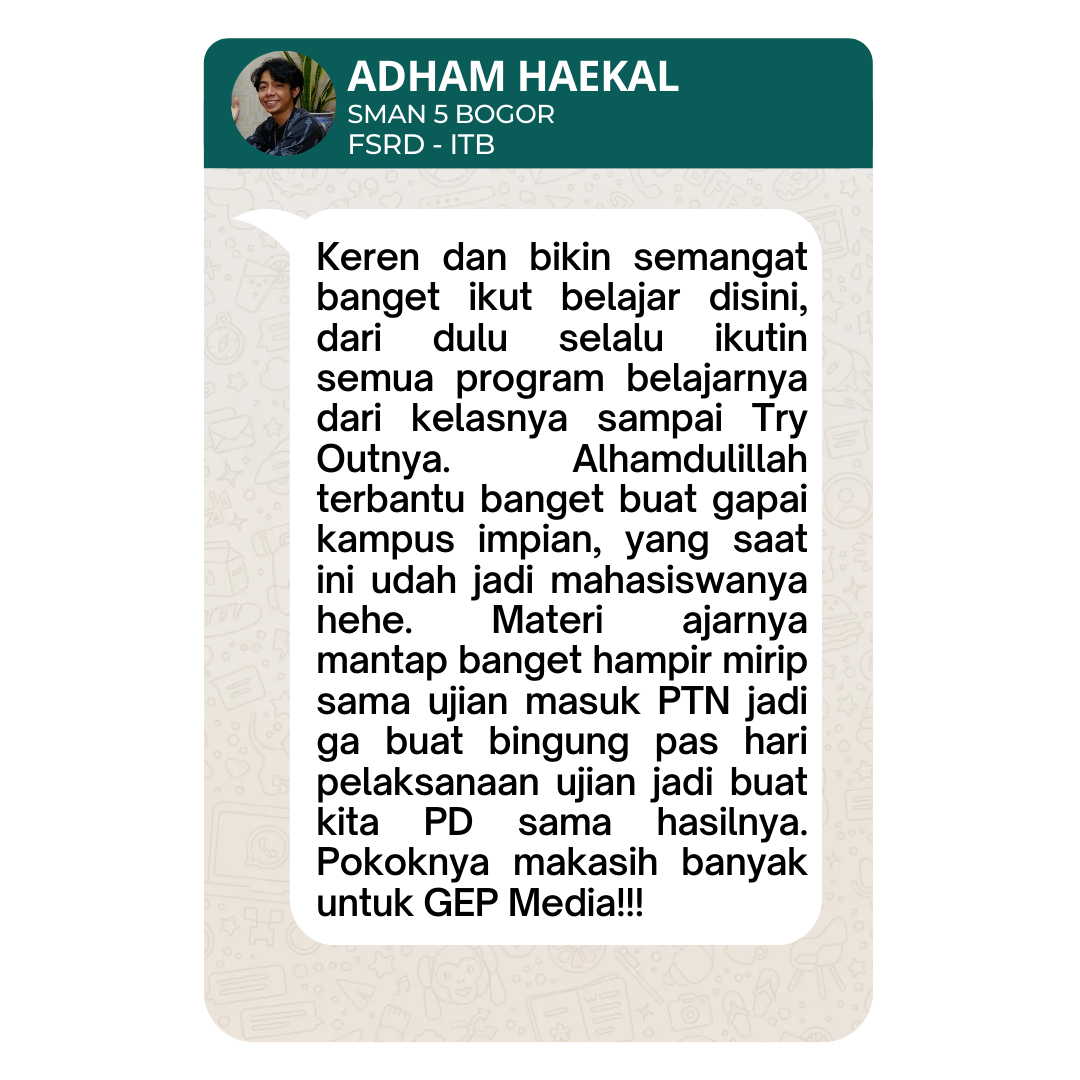 ADHAM HAEKAL
SMAN 5 BOGOR
FSRD - ITB
Keren dan bikin semangat
banget ikut belajar disini,
dari dulu selalu ikutin
semua program belajarnya
dari kelasnya sampai Try
Outnya. Alhamdulillah
terbantu banget buat gapai
kampus impian, yang saat
ini udah jadi mahasiswanya
hehe. Materi ajarnya
mantap banget hampir mirip
sama ujian masuk PTN jadi
ga buat bingung pas hari
pelaksanaan ujian jadi buat
kita PD sama hasilnya.
Pokoknya makasih banyak
untuk GEP Media!!!